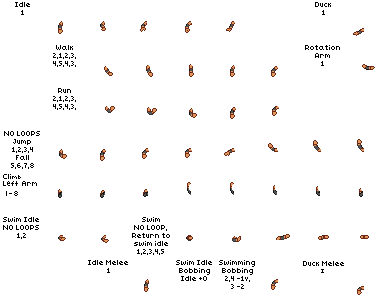 Idle
1
Duck
1
Walk
2,1,2,3,
4,5,4,3,
Rotation
Arm
1
Run
2,1,2,3,
4,5,4,3,
NO LOOPS
Jump
1,2,3,4
Fall
5,6,7,8
Climb
Left Arm
1-8
Swim Idle
NO LOOPS
1,2
Swim
NO LOOP,
Return to
swim idle
1,2,3,4,5
Swim Idle
Bobbing
Idle +0
Swimming
Bobbing
2,4 -1v,
3 -2
Idle Melee
1
Duck Melee
1